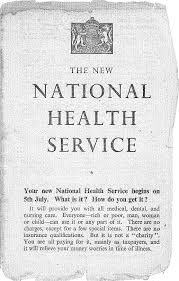 THE NEW
NATIONAL
HEALTH
SERVICE
Your new National Health Service begins on
5th July. What is it? How do you get it?
It will provide you with all medical, dental, and
nursing care. Everyone—rich or poor, man, woman
or child—can use it or any part of it. There are no
charges, except for a few special items. There are no
insurance qualifications. But it is not a “charity”.
You are all paying for it, mainly as taxpayers, and
it will relieve your money worries in time of illness.